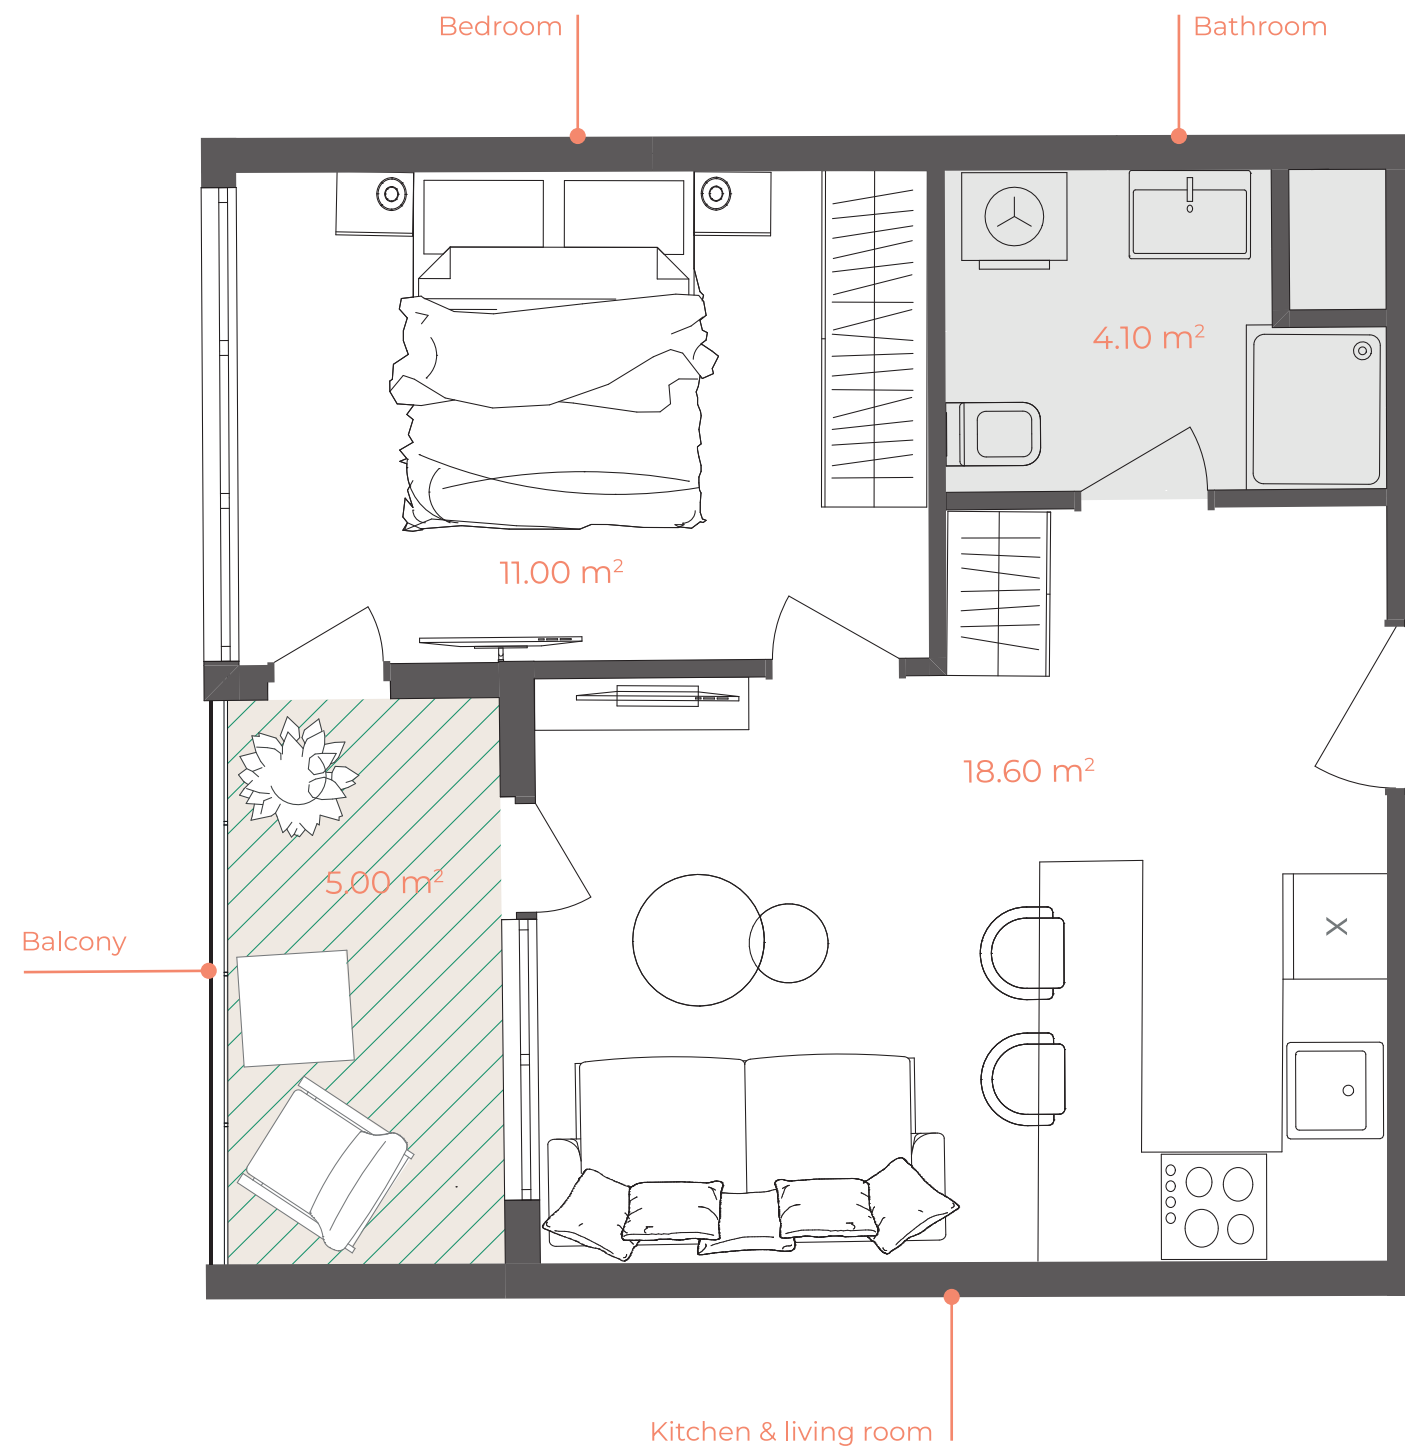 Bedroom
Bathroom
4.10 m²
11.00 m²
18.60 m²
5.00 m²
Balcony
X
Kitchen & living room